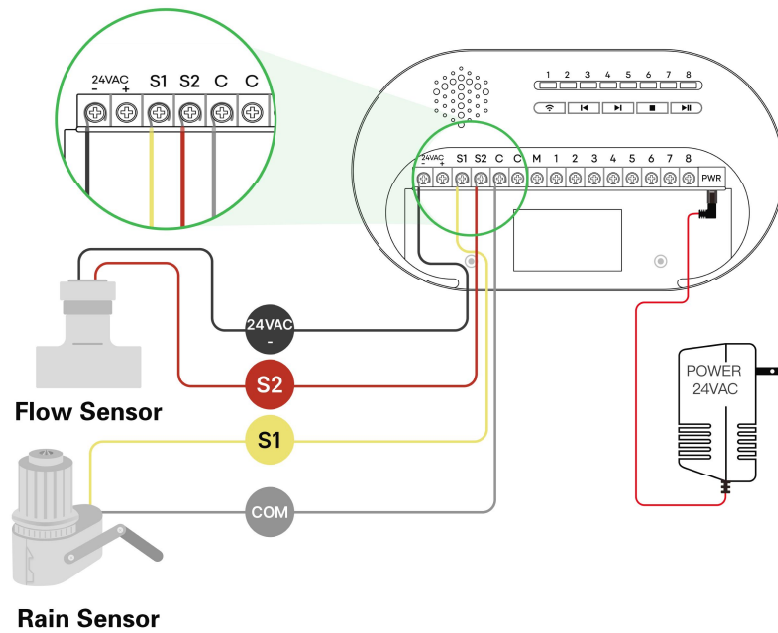 24VAC S1 S2 C C
- +
1 2 3 4 5 6 7 8
24VAC S1 S2 C C M 1 2 3 4 5 6 7 8
- +
PWR
24VAC
-
S2
Flow Sensor
POWER
24VAC
S1
COM
Rain Sensor